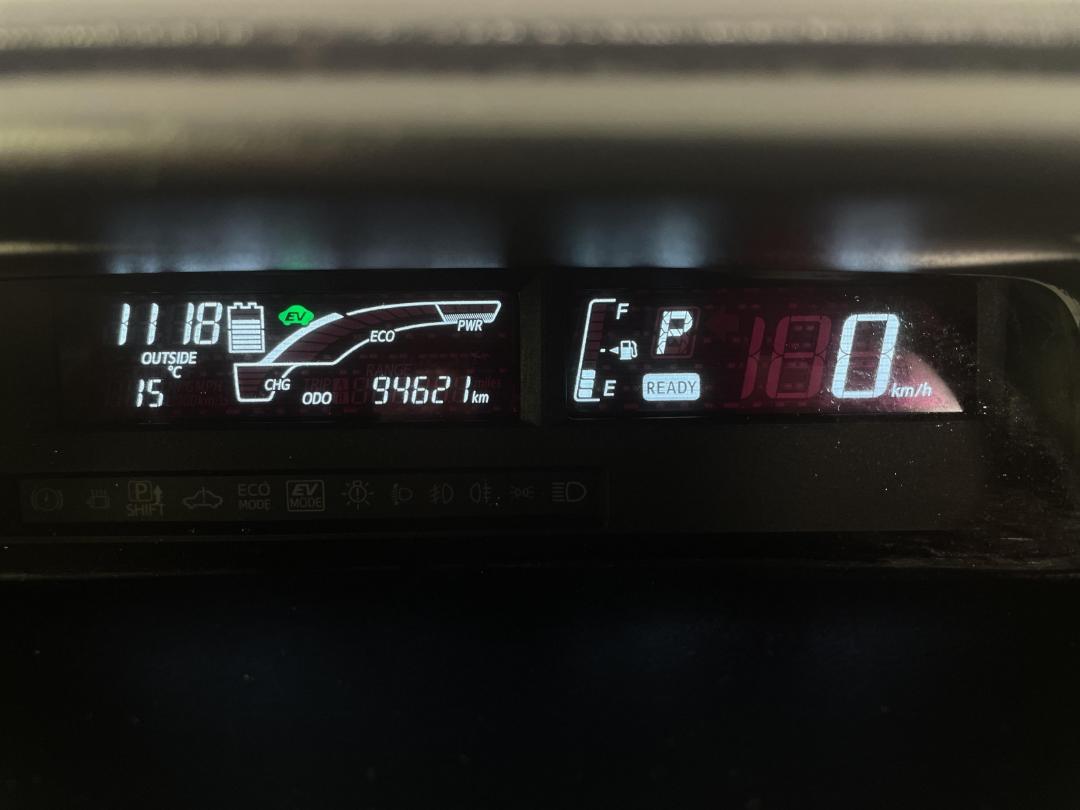 11 18
EV
PWR
ECO
OUTSIDE
°C
15
CHG
ODO
94621 km
F
P
E
READY
0 km/h
P
SHIFT
ECO
MODE
EV
MODE